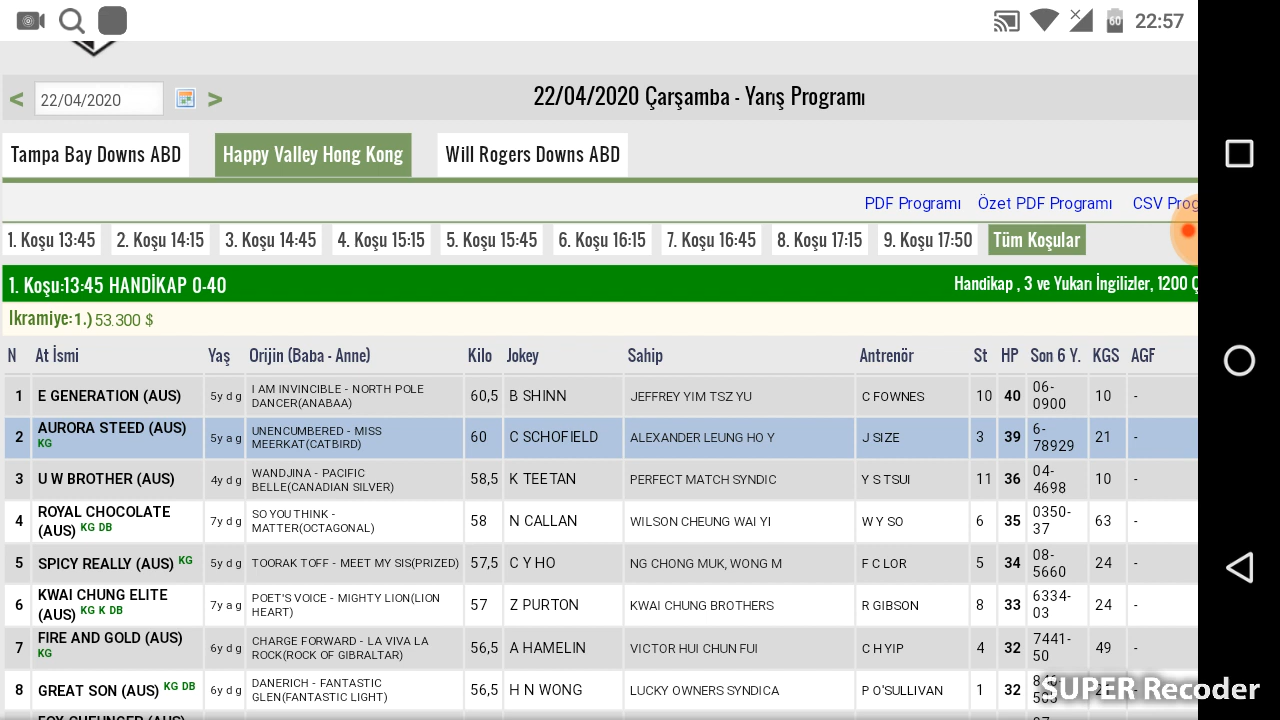 60 22:57
< 22/04/2020 > 22/04/2020 Çarşamba - Yarış Programı
Tampa Bay Downs ABD Happy Valley Hong Kong Will Rogers Downs ABD
PDF Programı Özet PDF Programı CSV Prog
1. Koşu 13:45 2. Koşu 14:15 3. Koşu 14:45 4. Koşu 15:15 5. Koşu 15:45 6. Koşu 16:15 7. Koşu 16:45 8. Koşu 17:15 9. Koşu 17:50 Tüm Koşular
1. Koşu:13:45 HANDİKAP 0-40 Handikap , 3 ve Yukarı İngilizler, 1200 Ç
Ikramiye:1.) 53.300 $
N At İsmi Yaş Orijin (Baba - Anne) Kilo Jokey Sahip Antrenör St HP Son 6 Y. KGS AGF
1 E GENERATION (AUS) 5y d g I AM INVINCIBLE - NORTH POLE DANCER(ANABAA) 60,5 B SHINN JEFFREY YIM TSZ YU C FOWNES 10 40 06-0900 10 -
2 AURORA STEED (AUS) KG 5y a g UNENCUMBERED - MISS MEERKAT(CATBIRD) 60 C SCHOFIELD ALEXANDER LEUNG HO Y J SIZE 3 39 6-78929 21 -
3 U W BROTHER (AUS) 4y d g WANDJINA - PACIFIC BELLE(CANADIAN SILVER) 58,5 K TEETAN PERFECT MATCH SYNDIC Y S TSUI 11 36 04-4698 10 -
4 ROYAL CHOCOLATE (AUS) KG DB 7y d g SO YOU THINK - MATTER(OCTAGONAL) 58 N CALLAN WILSON CHEUNG WAI YI W Y SO 6 35 0350-37 63 -
5 SPICY REALLY (AUS) KG 5y d g TOORAK TOFF - MEET MY SIS(PRIZED) 57,5 C Y HO NG CHONG MUK, WONG M F C LOR 5 34 08-5660 24 -
6 KWAI CHUNG ELITE (AUS) KG K DB 7y a g POET'S VOICE - MIGHTY LION(LION HEART) 57 Z PURTON KWAI CHUNG BROTHERS R GIBSON 8 33 6334-03 24 -
7 FIRE AND GOLD (AUS) KG 6y d g CHARGE FORWARD - LA VIVA LA ROCK(ROCK OF GIBRALTAR) 56,5 A HAMELIN VICTOR HUI CHUN FUI C H YIP 4 32 7441-50 49 -
8 GREAT SON (AUS) KG DB 6y d g DANERICH - FANTASTIC GLEN(FANTASTIC LIGHT) 56,5 H N WONG LUCKY OWNERS SYNDICA P O'SULLIVAN 1 32
SUPER Recoder